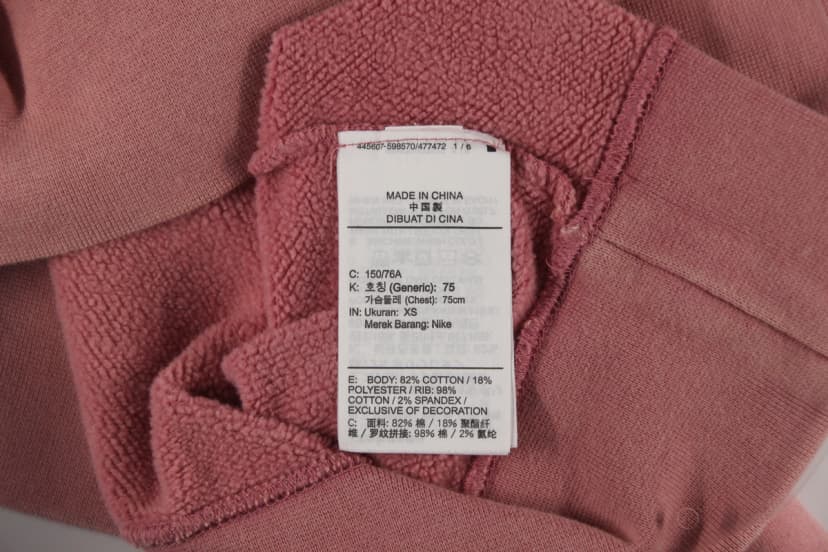 445607-598570/477472 1 / 6
MADE IN CHINA
中国製
DIBUAT DI CINA
C: 150/76A
K: 호칭 (Generic): 75
가슴둘레 (Chest): 75cm
IN: Ukuran: XS
Merek Barang: Nike
E: BODY: 82% COTTON / 18%
POLYESTER / RIB: 98%
COTTON / 2% SPANDEX /
EXCLUSIVE OF DECORATION
C: 面料: 82% 棉 / 18% 聚酯纤
维 / 罗纹拼接: 98% 棉 / 2% 氨纶